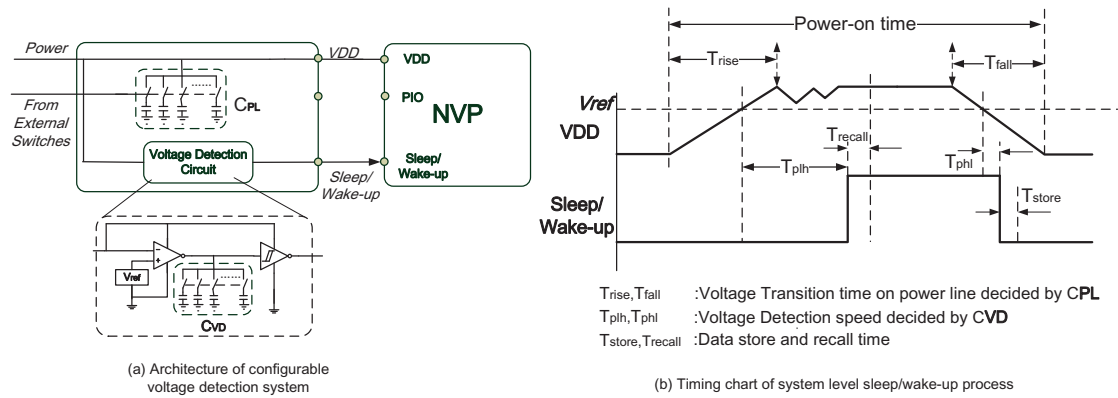 Power
VDD
VDD
From
External
Switches
CPL
PIO
NVP
Voltage Detection
Circuit
Sleep/
Wake-up
Sleep/
Wake-up
Vref
CVD
(a) Architecture of configurable
voltage detection system
Power-on time
Trise
Tfall
Vref
VDD
Trecall
Tplh
Tphl
Sleep/
Wake-up
Tstore
Trise,Tfall :Voltage Transition time on power line decided by CPL
Tplh,Tphl :Voltage Detection speed decided by CVD
Tstore,Trecall :Data store and recall time
(b) Timing chart of system level sleep/wake-up process